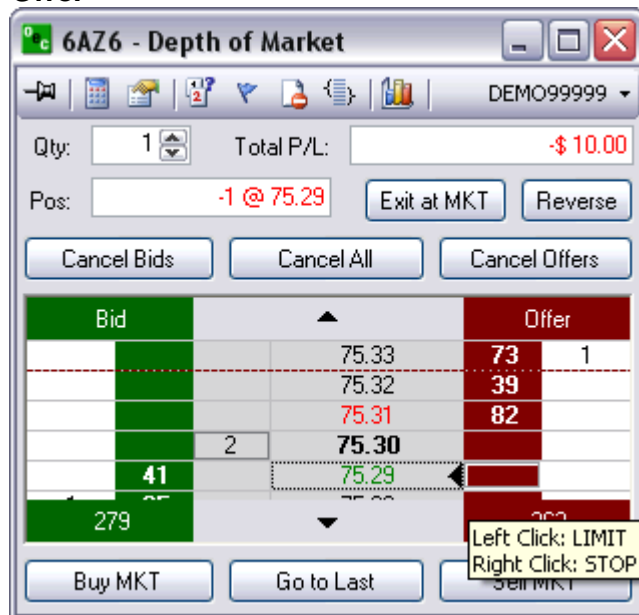 6AZ6 - Depth of Market
DEMO99999
Qty: 1 Total P/L: -$ 10.00
Pos: -1 @ 75.29 Exit at MKT Reverse
Cancel Bids Cancel All Cancel Offers
Bid Offer
75.33 73 1
75.32 39
75.31 82
2 75.30
41 75.29
279
Left Click: LIMIT
Right Click: STOP
Buy MKT Go to Last Sell MKT